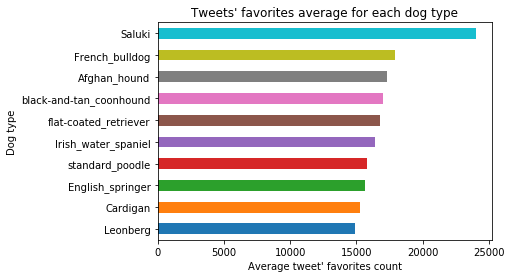 Tweets' favorites average for each dog type
Dog type
Saluki
French_bulldog
Afghan_hound
black-and-tan_coonhound
flat-coated_retriever
Irish_water_spaniel
standard_poodle
English_springer
Cardigan
Leonberg
0 5000 10000 15000 20000 25000
Average tweet' favorites count